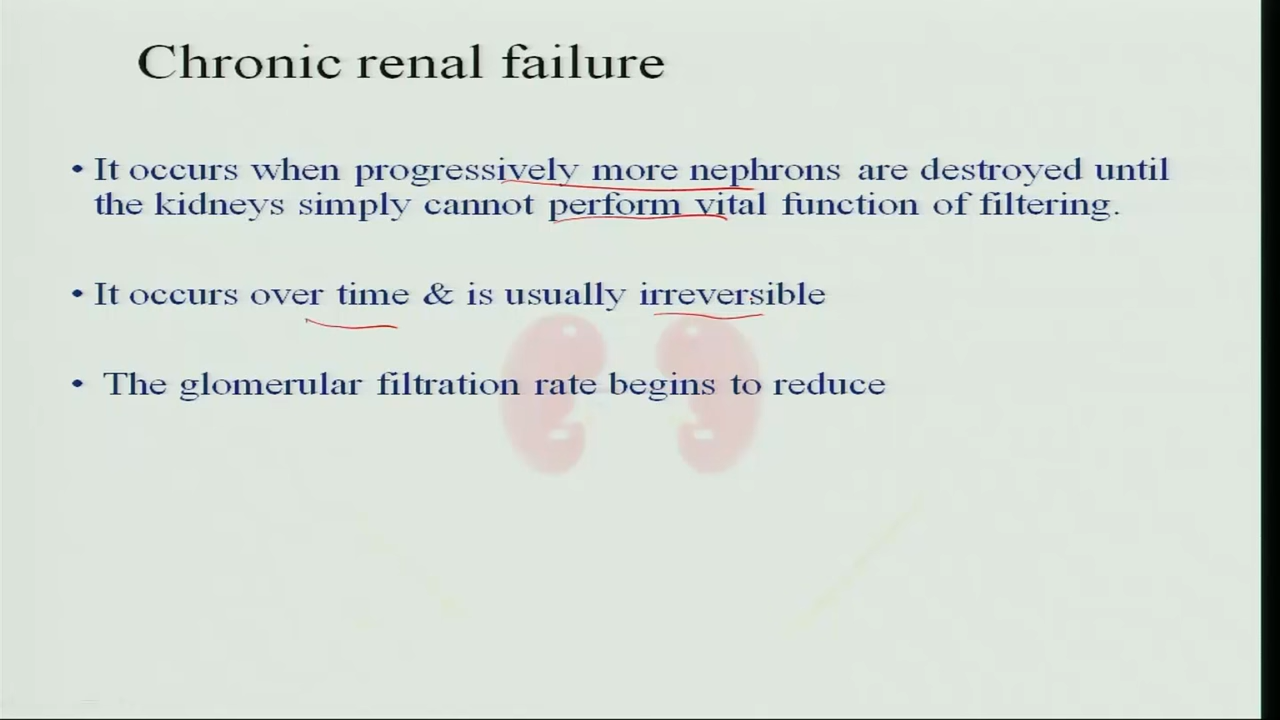 Chronic renal failure
• It occurs when progressively more nephrons are destroyed until
the kidneys simply cannot perform vital function of filtering.
• It occurs over time & is usually irreversible
• The glomerular filtration rate begins to reduce